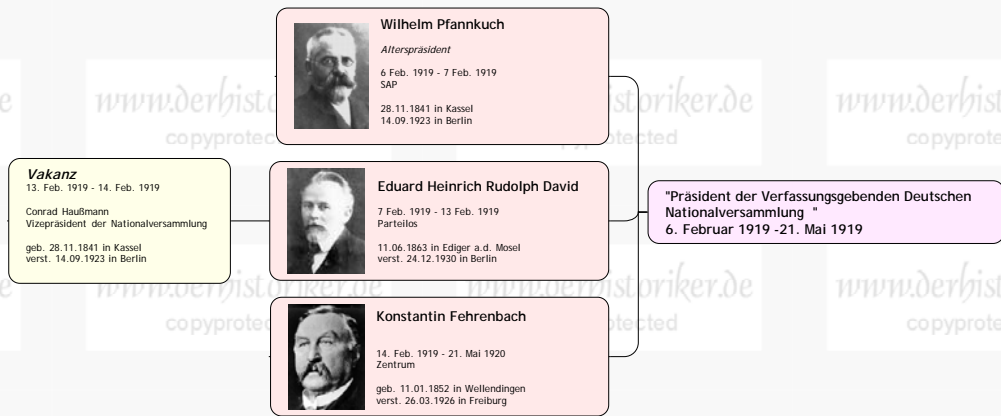 Wilhelm Pfannkuch
Alterspräsident
6 Feb. 1919 - 7 Feb. 1919
SAP
28.11.1841 in Kassel
14.09.1923 in Berlin
Vakanz
13. Feb. 1919 - 14. Feb. 1919
Conrad Haußmann
Vizepräsident der Nationalversammlung
geb. 28.11.1841 in Kassel
verst. 14.09.1923 in Berlin
Eduard Heinrich Rudolph David
7 Feb. 1919 - 13 Feb. 1919
Parteilos
11.06.1863 in Ediger a.d. Mosel
verst. 24.12.1930 in Berlin
Konstantin Fehrenbach
14. Feb. 1919 - 21. Mai 1920
Zentrum
geb. 11.01.1852 in Wellendingen
verst. 26.03.1926 in Freiburg
"Präsident der Verfassungsgebenden Deutschen
Nationalversammlung "
6. Februar 1919 -21. Mai 1919
www.derhistoriker.de
copyprotected